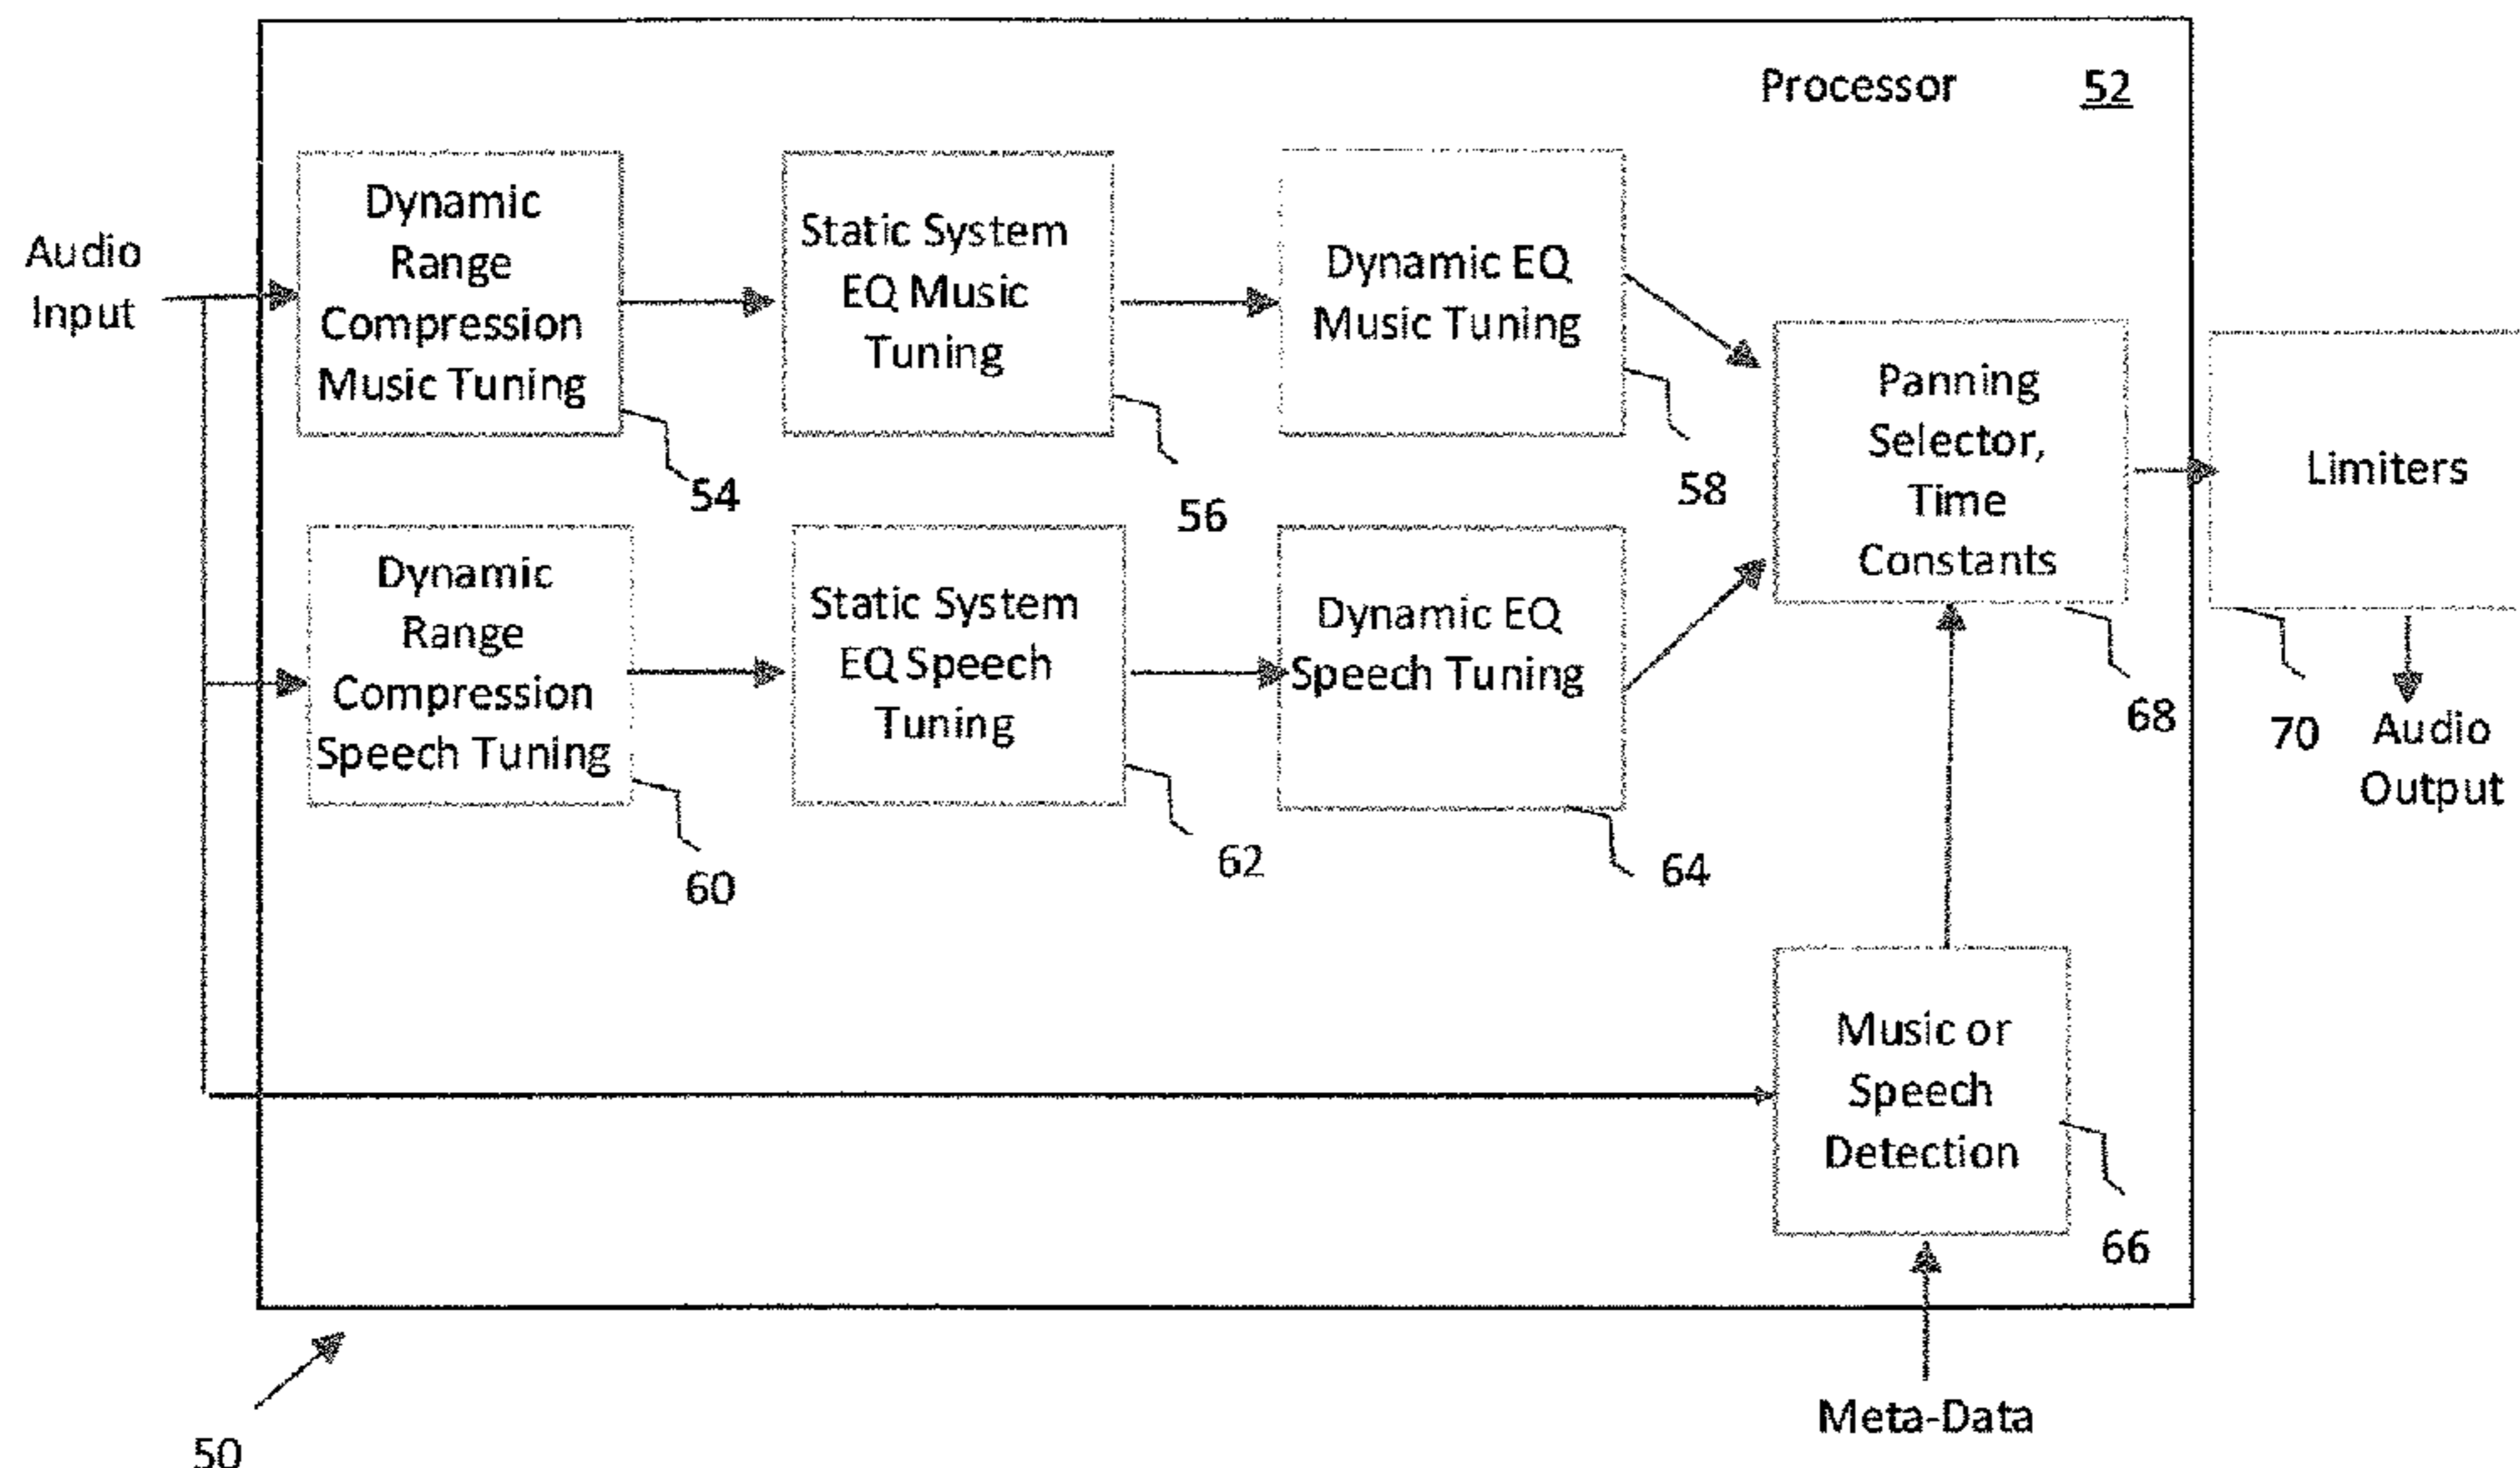 Processor 52
Audio
Input
Dynamic
Range
Compression
Music Tuning
54
Static System
EQ Music
Tuning
56
Dynamic EQ
Music Tuning
58
Panning
Selector,
Time
Constants
68
Limiters
70
Audio
Output
Dynamic
Range
Compression
Speech Tuning
60
Static System
EQ Speech
Tuning
62
Dynamic EQ
Speech Tuning
64
Music or
Speech
Detection
66
Meta-Data
50